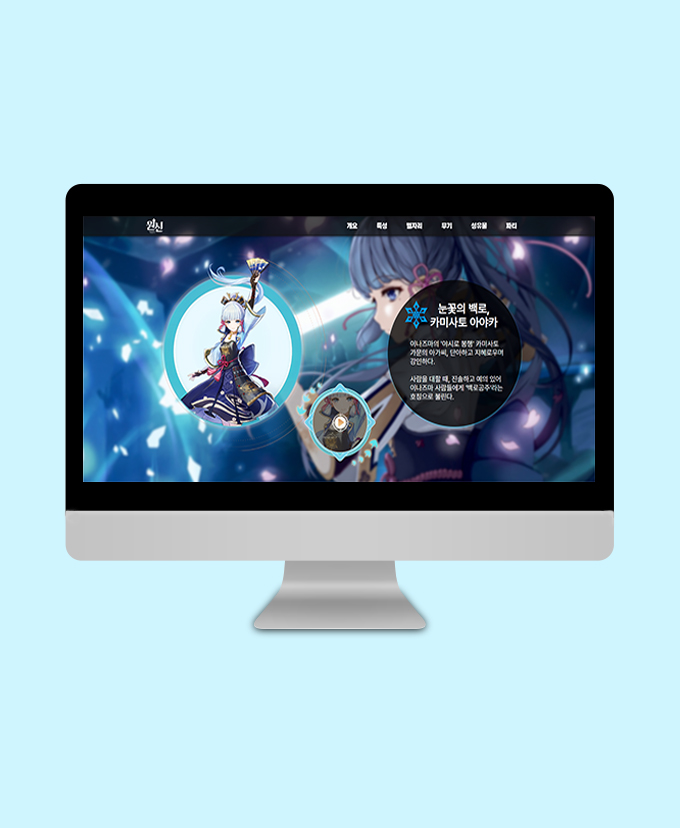 원신
개요
특성
별자리
무기
성유물
파티
눈꽃의 백로,
카미사토 아야카
이나즈마의 '야시로 봉행' 카미사토
가문의 아가씨, 단아하고 지혜로우며
강인하다.
사람을 대할 때, 진솔하고 예의 있어
이나즈마 사람들에게 '백로공주'라는
호칭으로 불린다.